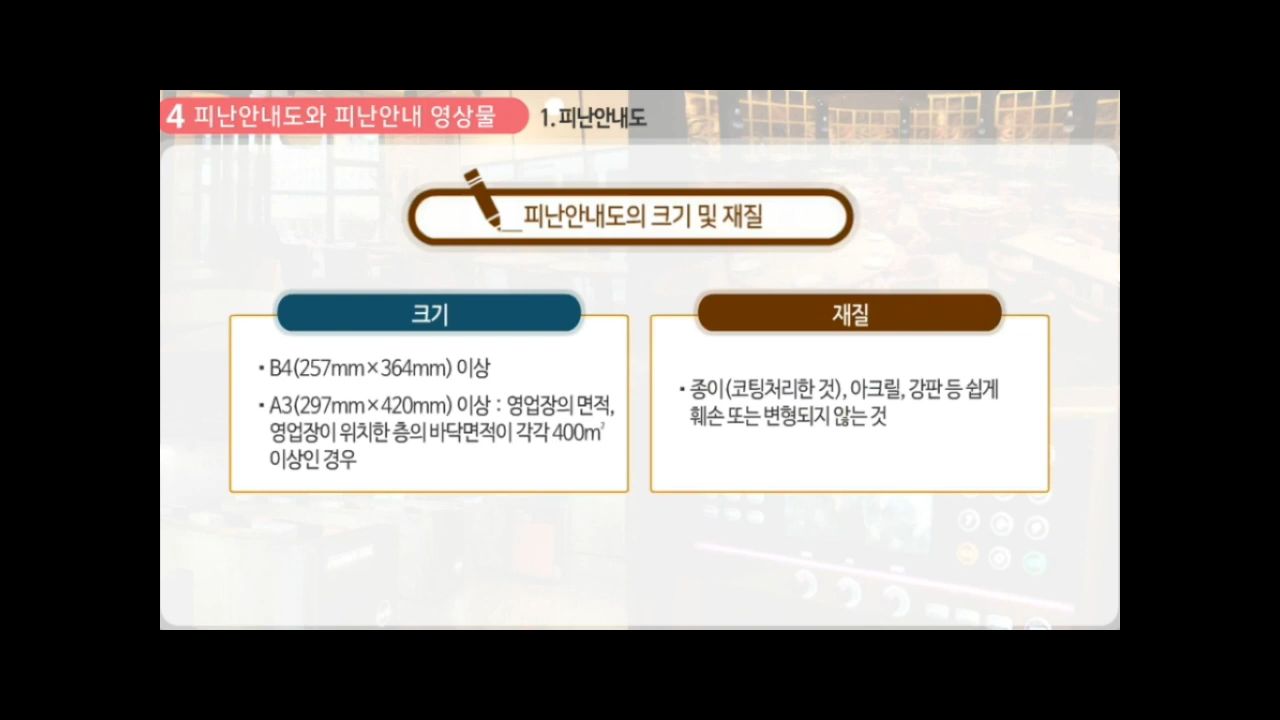 4 피난안내도와 피난안내 영상물
1. 피난안내도
피난안내도의 크기 및 재질
크기
• B4(257mm×364mm) 이상
• A3(297mm×420mm) 이상 : 영업장의 면적,
영업장이 위치한 층의 바닥면적이 각각 400㎡
이상인 경우
재질
• 종이(코팅처리한 것), 아크릴, 강판 등 쉽게
훼손 또는 변형되지 않는 것